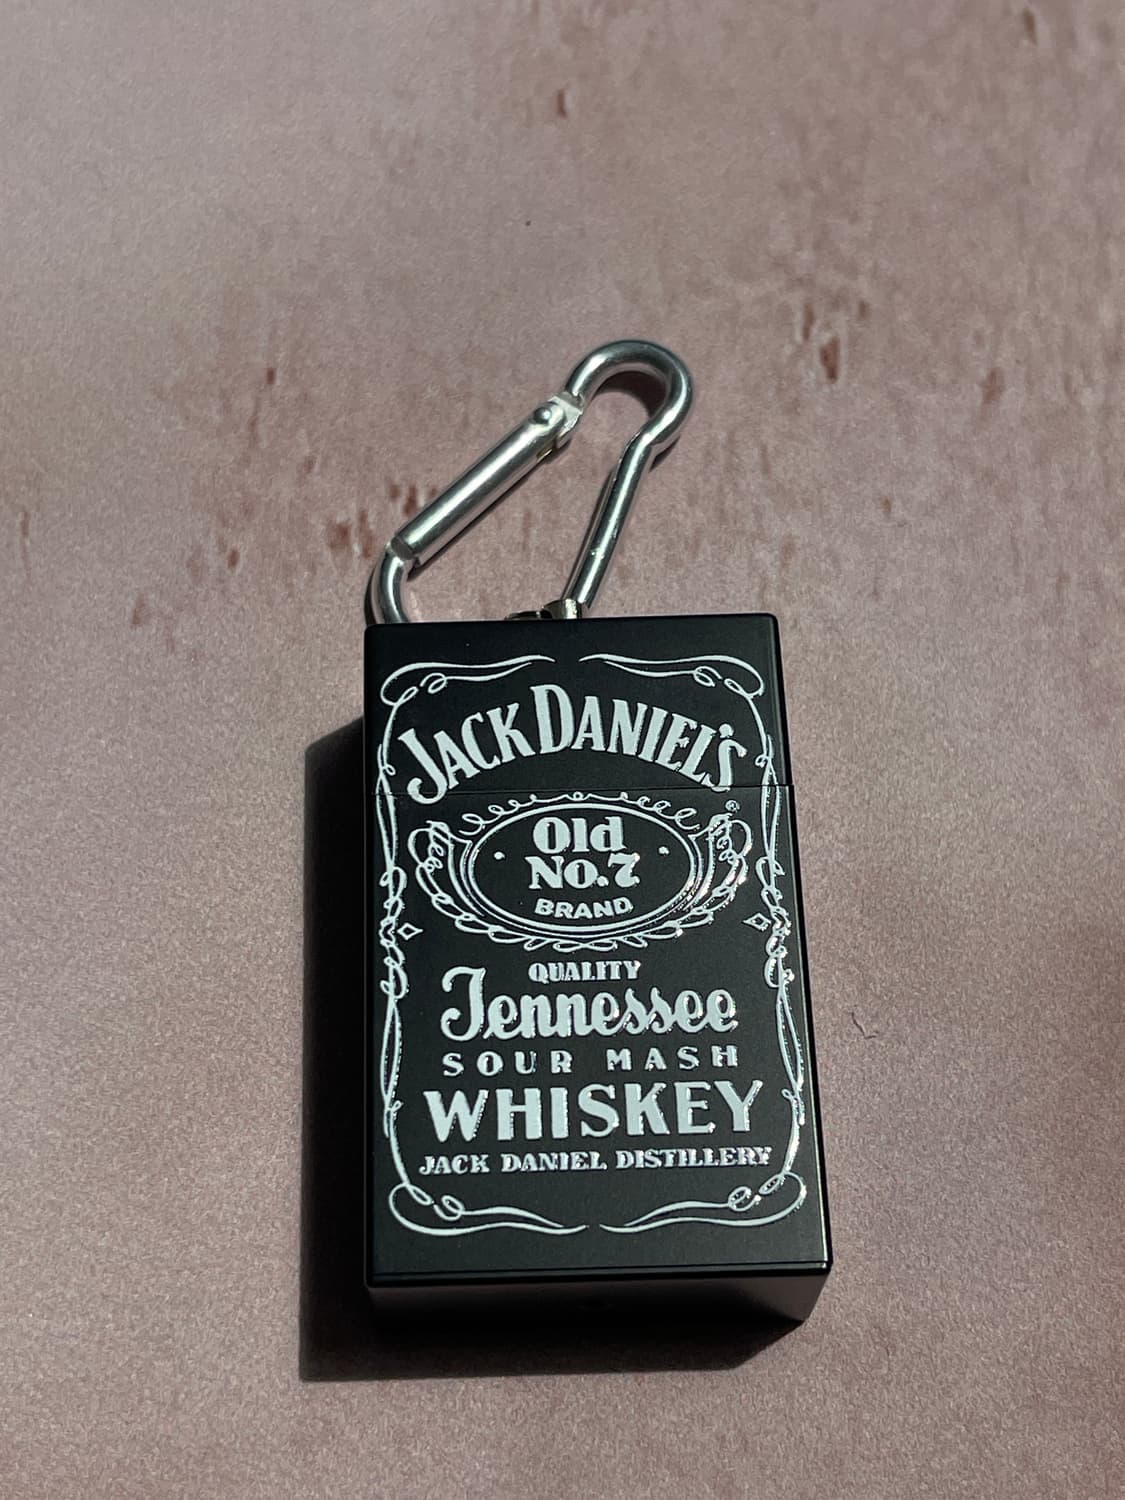 JACK DANIEL'S
®
Old
No.7
BRAND
QUALITY
Tennessee
SOUR MASH
WHISKEY
JACK DANIEL DISTILLERY